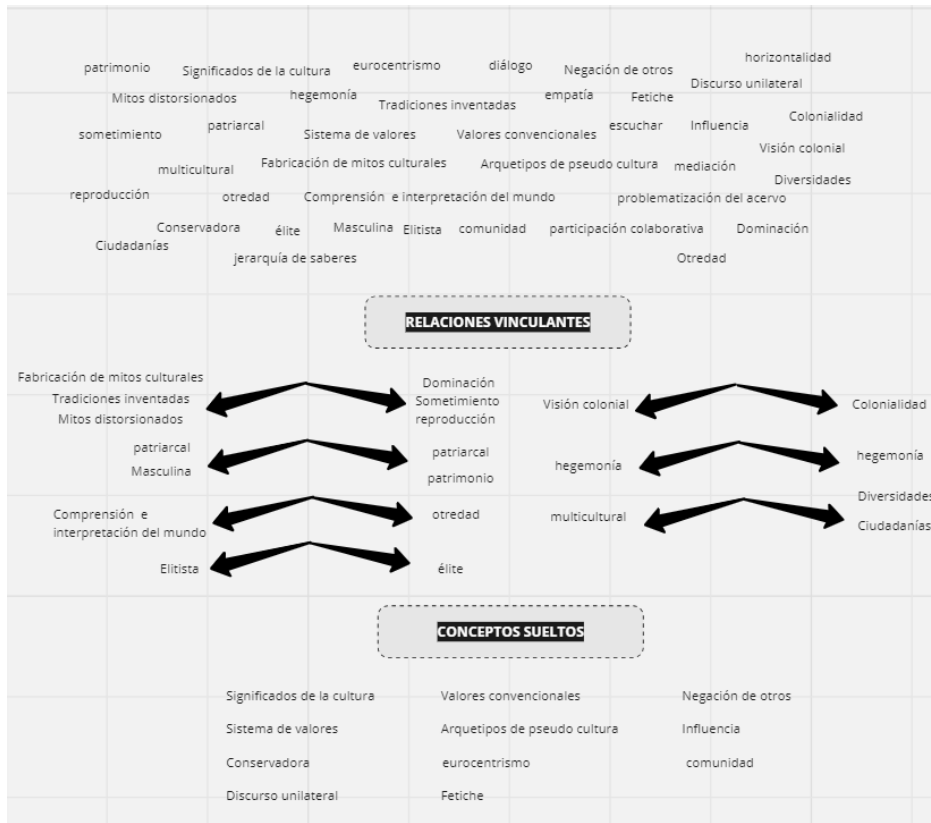 horizontalidad
patrimonio Significados de la cultura eurocentrismo diálogo Negación de otros
Discurso unilateral
Mitos distorsionados hegemonía Tradiciones inventadas empatía Fetiche
Colonialidad
sometimiento patriarcal Sistema de valores Valores convencionales escuchar Influencia
Visión colonial
multicultural Fabricación de mitos culturales Arquetipos de pseudo cultura mediación
Diversidades
reproducción otredad Comprensión e interpretación del mundo problematización del acervo
Conservadora élite Masculina Elitista comunidad participación colaborativa Dominación
Ciudadanías
jerarquía de saberes Otredad
RELACIONES VINCULANTES
Fabricación de mitos culturales
Tradiciones inventadas
Mitos distorsionados
Dominación
Sometimiento
reproducción
Visión colonial
Colonialidad
patriarcal
Masculina
patriarcal
patrimonio
hegemonía
hegemonía
Comprensión e
interpretación del mundo
otredad
multicultural
Diversidades
Ciudadanías
Elitista
élite
CONCEPTOS SUELTOS
Significados de la cultura Valores convencionales Negación de otros
Sistema de valores Arquetipos de pseudo cultura Influencia
Conservadora eurocentrismo comunidad
Discurso unilateral Fetiche